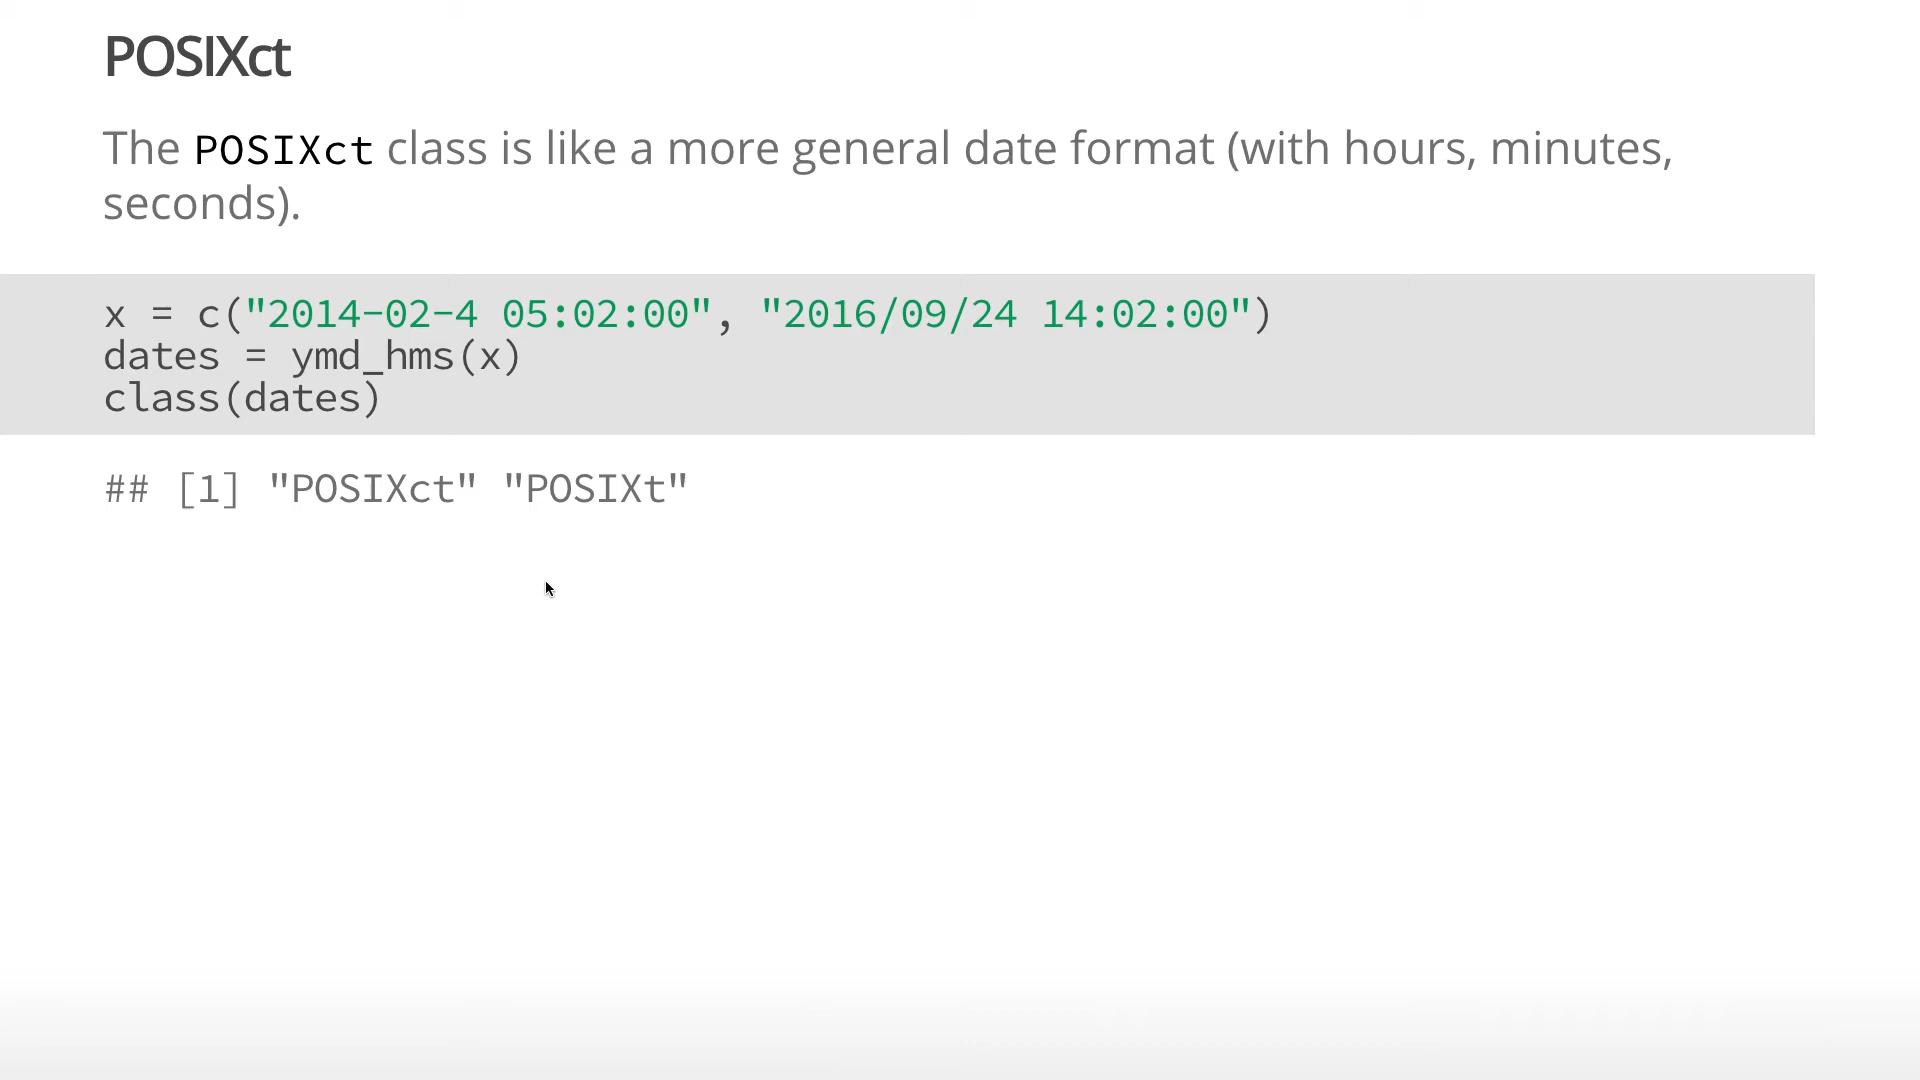 POSIXct
The POSIXct class is like a more general date format (with hours, minutes,
seconds).
x = c("2014-02-4 05:02:00", "2016/09/24 14:02:00")
dates = ymd_hms(x)
class(dates)
## [1] "POSIXct" "POSIXt"